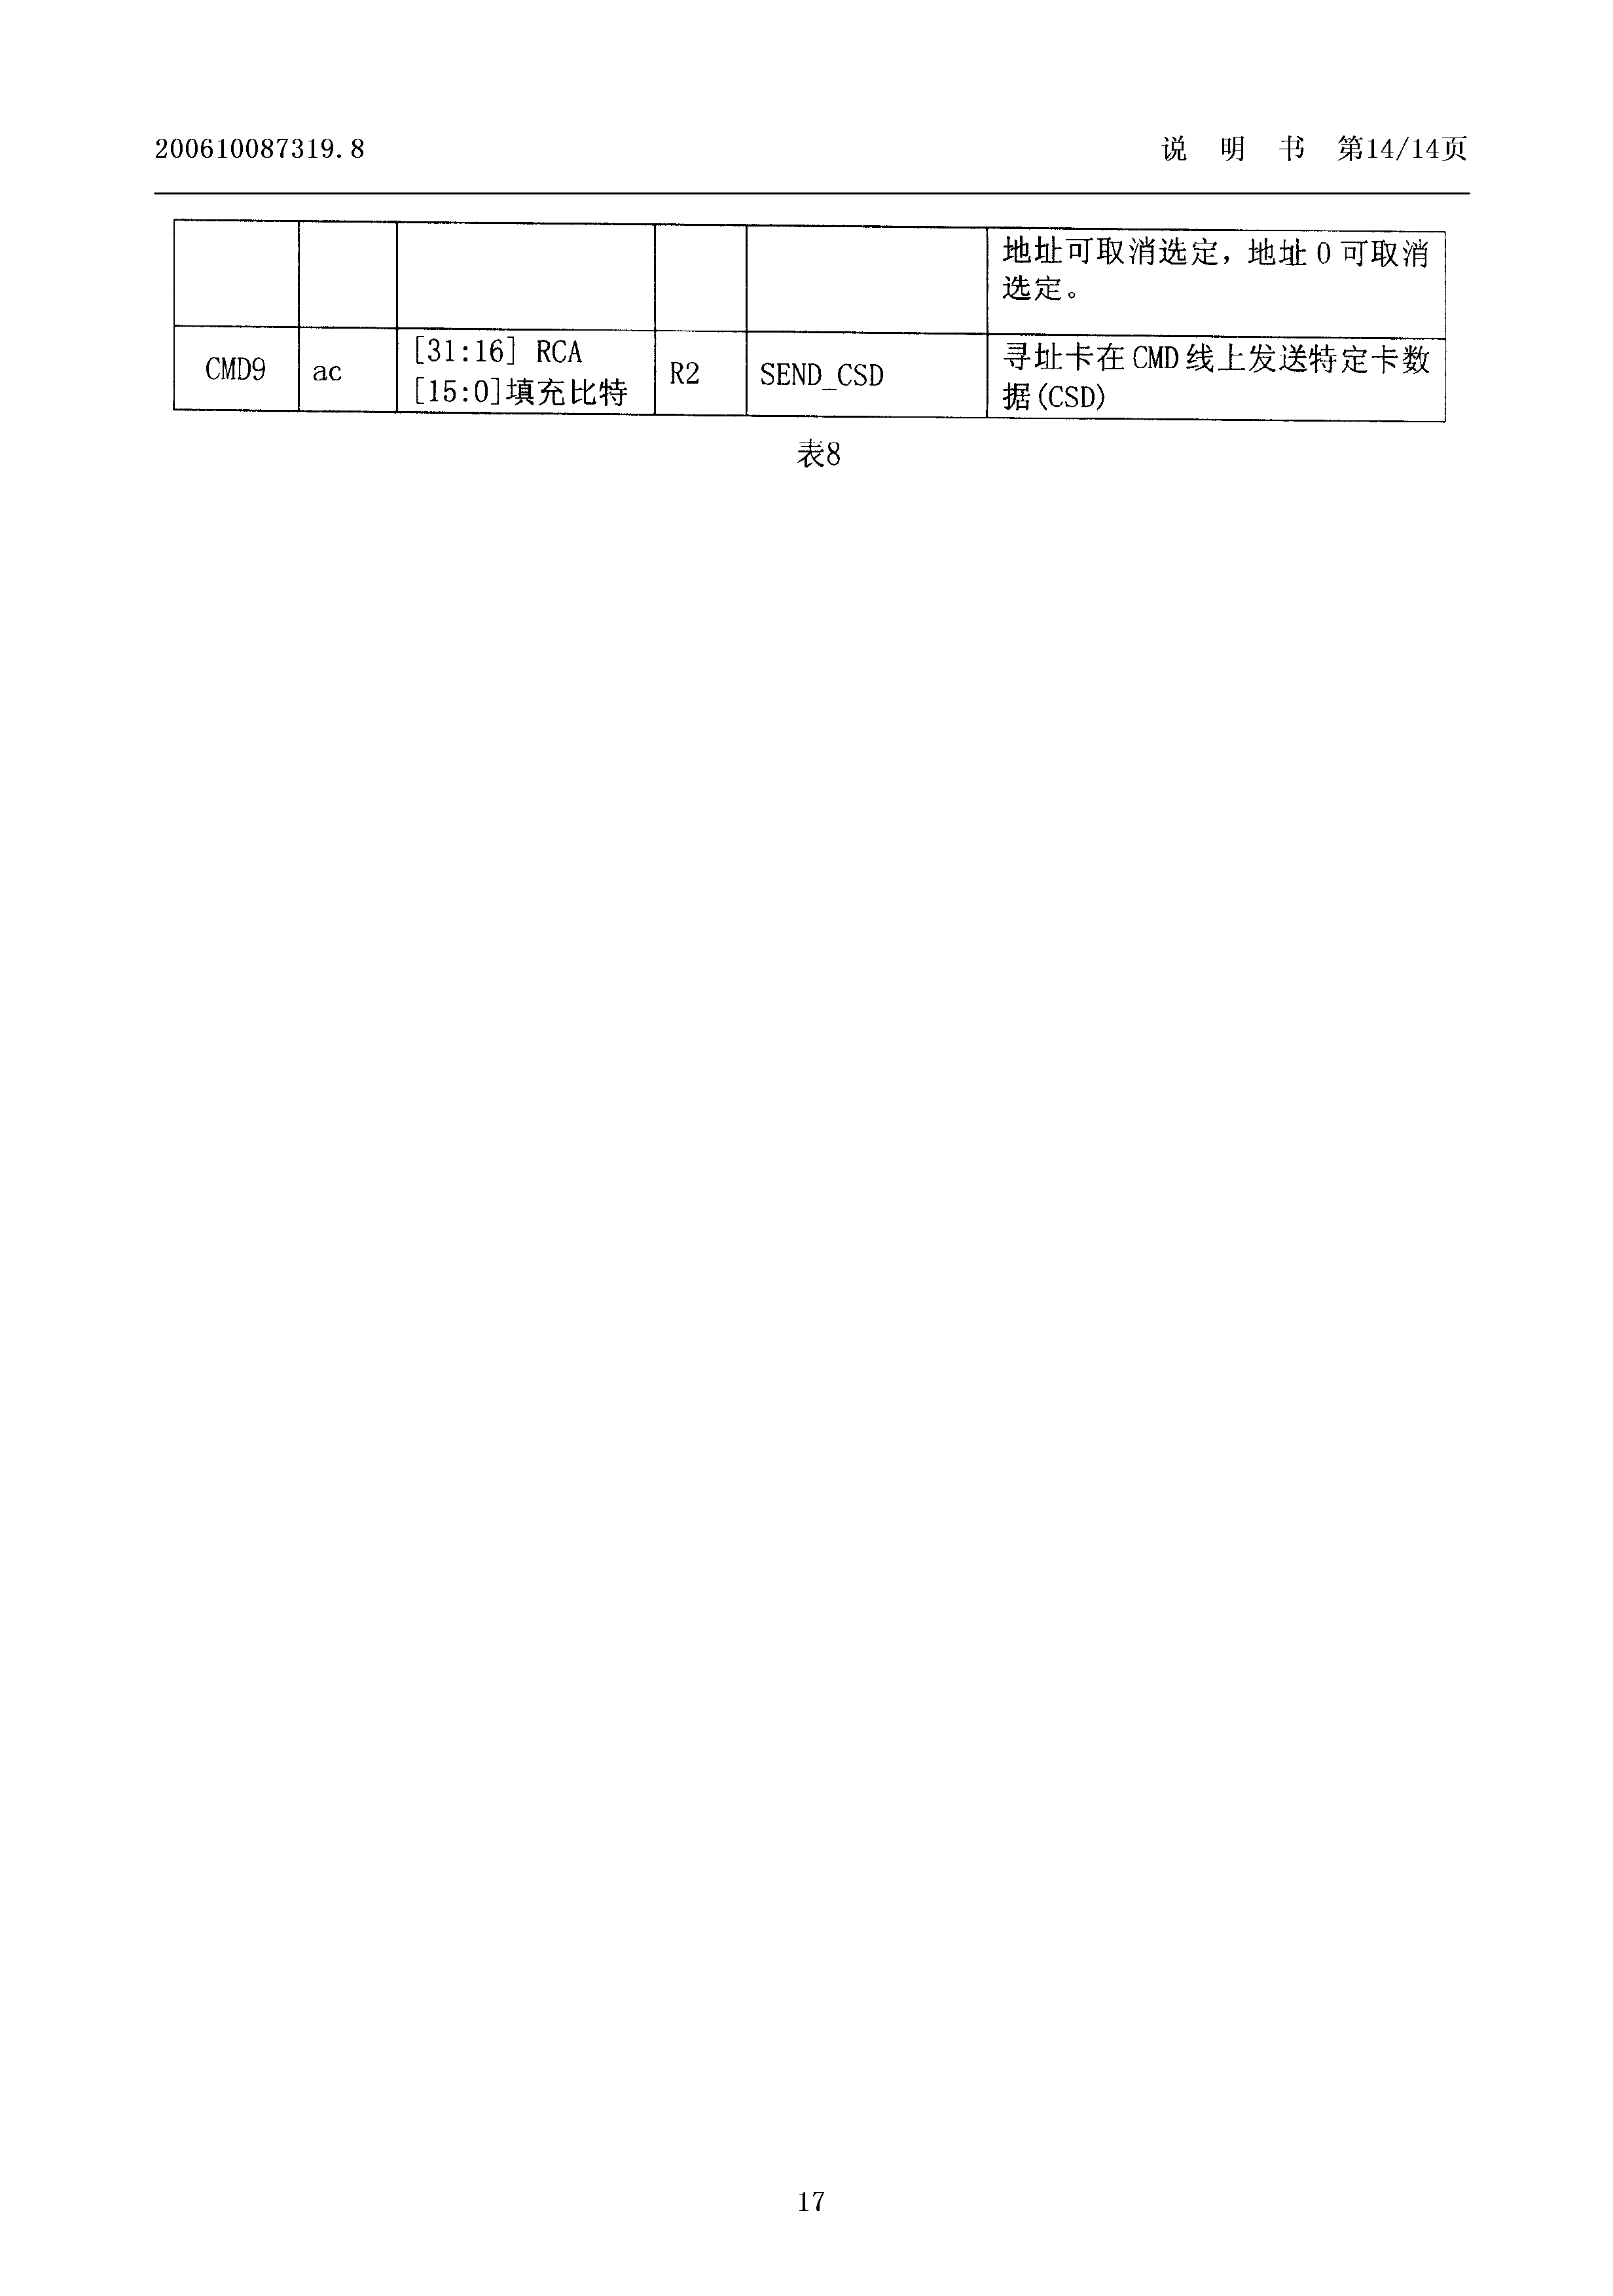 200610087319.8
说 明 书 第14/14页
地址可取消选定，地址 0 可取消
选定。
CMD9
ac
[31:16] RCA
[15:0]填充比特
R2
SEND_CSD
寻址卡在 CMD 线上发送特定卡数
据(CSD)
表8
17